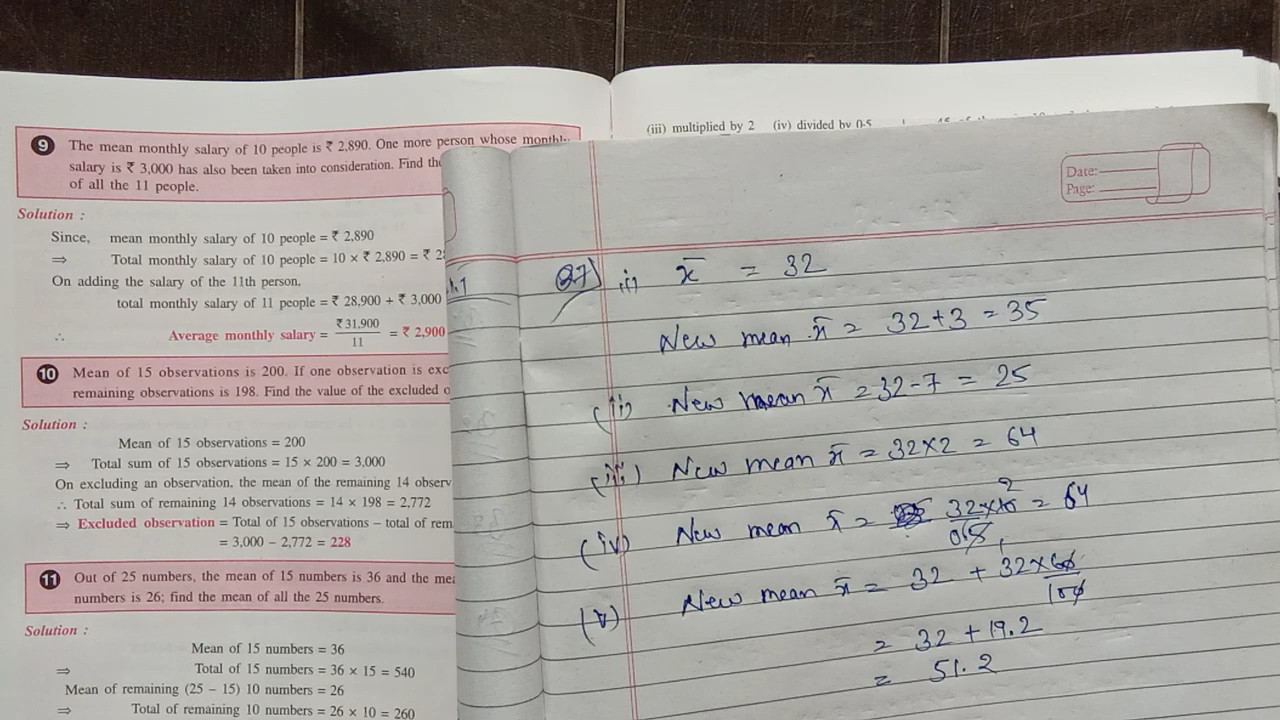 9 The mean monthly salary of 10 people is ₹ 2,890. One more person whose monthly
salary is ₹ 3,000 has also been taken into consideration. Find the
of all the 11 people.
Solution :
Since, mean monthly salary of 10 people = ₹ 2,890
⇒ Total monthly salary of 10 people = 10 × ₹ 2,890 = ₹
On adding the salary of the 11th person,
total monthly salary of 11 people = ₹ 28,900 + ₹ 3,000
∴ Average monthly salary = ₹ 31,900 / 11 = ₹ 2,900
10 Mean of 15 observations is 200. If one observation is exc
remaining observations is 198. Find the value of the excluded o
Solution :
Mean of 15 observations = 200
⇒ Total sum of 15 observations = 15 × 200 = 3,000
On excluding an observation, the mean of the remaining 14 observ
∴ Total sum of remaining 14 observations = 14 × 198 = 2,772
⇒ Excluded observation = Total of 15 observations – total of rem
= 3,000 – 2,772 = 228
11 Out of 25 numbers, the mean of 15 numbers is 36 and the mea
numbers is 26; find the mean of all the 25 numbers.
Solution :
Mean of 15 numbers = 36
⇒ Total of 15 numbers = 36 × 15 = 540
Mean of remaining (25 – 15) 10 numbers = 26
⇒ Total of remaining 10 numbers = 26 × 10 = 260
(iii) multiplied by 2 (iv) divided by 0·5
Date:
Page:
Q7) (i) x̄ = 32
New mean x̄ = 32+3 = 35
(ii) New mean x̄ = 32-7 = 25
(iii) New mean x̄ = 32×2 = 64
(iv) New mean x̄ = 32×10 / 0.5 = 64
(v) New mean x̄ = 32 + 32×60 / 100
= 32 + 19.2
= 51.2